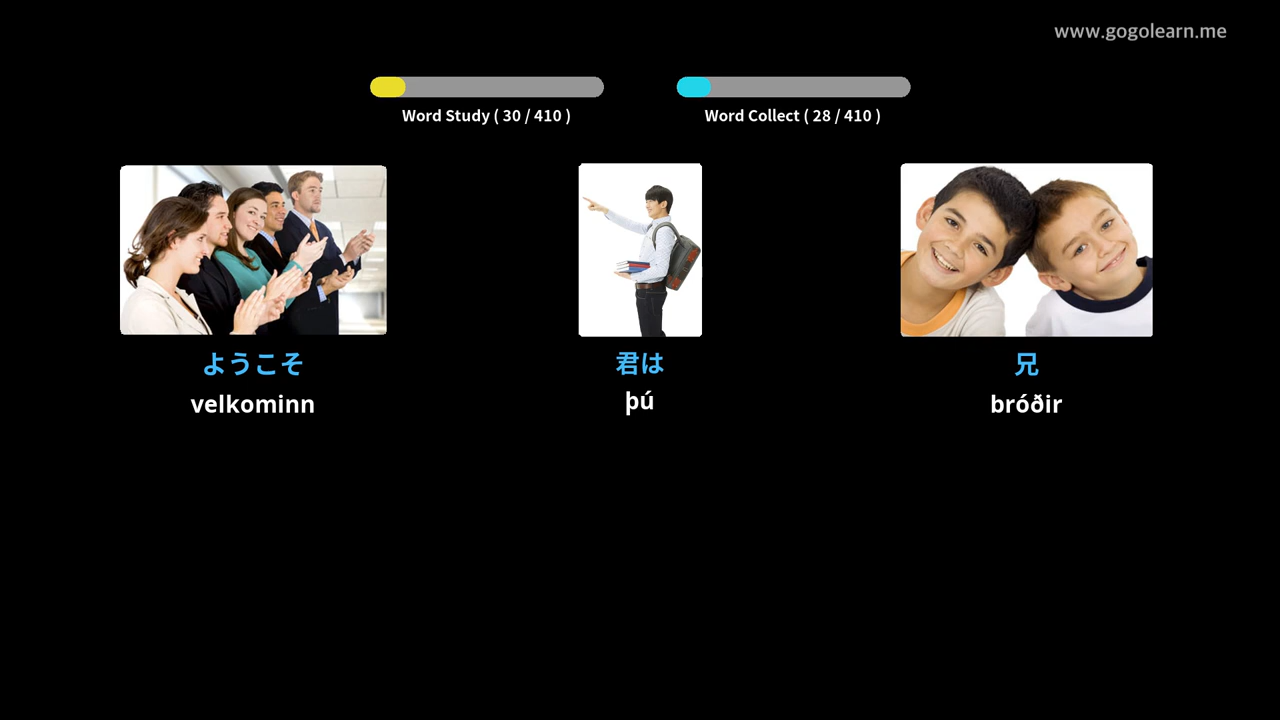 www.gogolearn.me
Word Study ( 30 / 410 )
Word Collect ( 28 / 410 )
ようこそ
velkominn
君は
þú
兄
bróðir